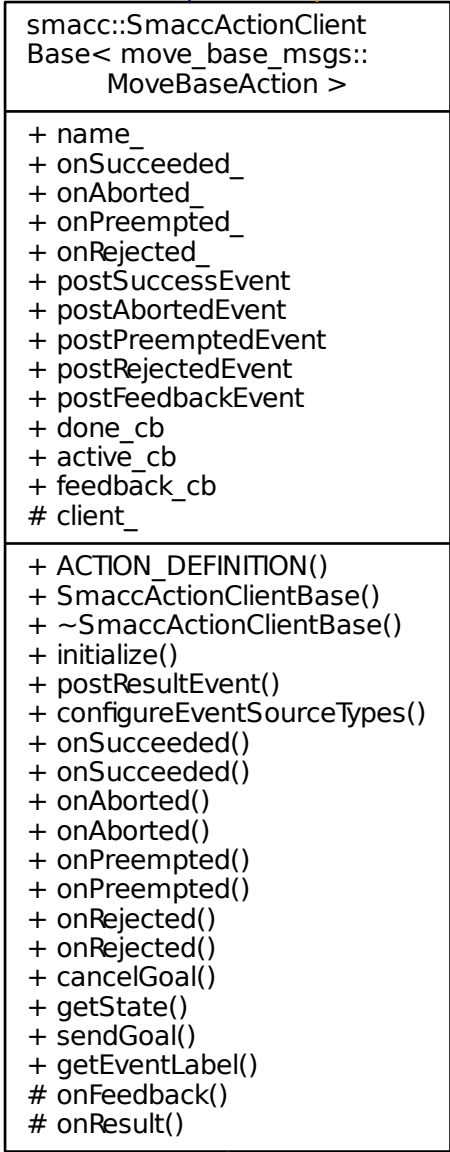 smacc::SmaccActionClient
Base< move_base_msgs::
MoveBaseAction >
+ name_
+ onSucceeded_
+ onAborted_
+ onPreempted_
+ onRejected_
+ postSuccessEvent
+ postAbortedEvent
+ postPreemptedEvent
+ postRejectedEvent
+ postFeedbackEvent
+ done_cb
+ active_cb
+ feedback_cb
# client_
+ ACTION_DEFINITION()
+ SmaccActionClientBase()
+ ~SmaccActionClientBase()
+ initialize()
+ postResultEvent()
+ configureEventSourceTypes()
+ onSucceeded()
+ onSucceeded()
+ onAborted()
+ onAborted()
+ onPreempted()
+ onPreempted()
+ onRejected()
+ onRejected()
+ cancelGoal()
+ getState()
+ sendGoal()
+ getEventLabel()
# onFeedback()
# onResult()